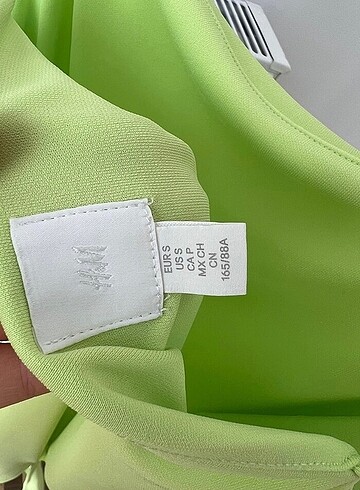 H&M
EUR S
US S
CA P
MX CH
CN
165/88A